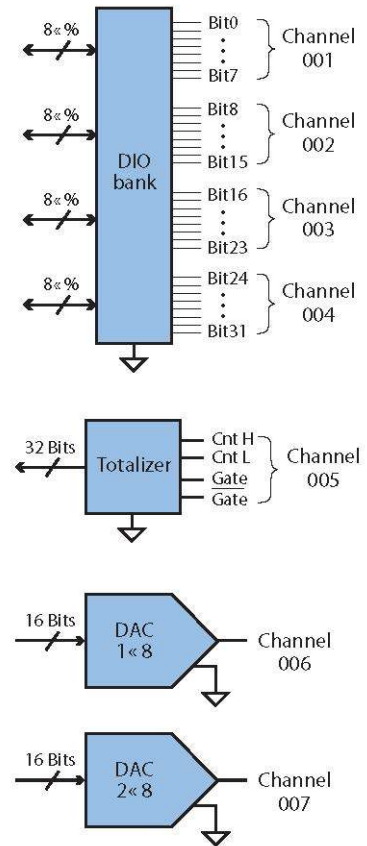 8« %
8« %
8« %
8« %
DIO
bank
Bit0
Bit7
Channel
001
Bit8
Bit15
Channel
002
Bit16
Bit23
Channel
003
Bit24
Bit31
Channel
004
32 Bits
Totalizer
Cnt H
Cnt L
Gate
Gate
Channel
005
16 Bits
DAC
1« 8
Channel
006
16 Bits
DAC
2« 8
Channel
007